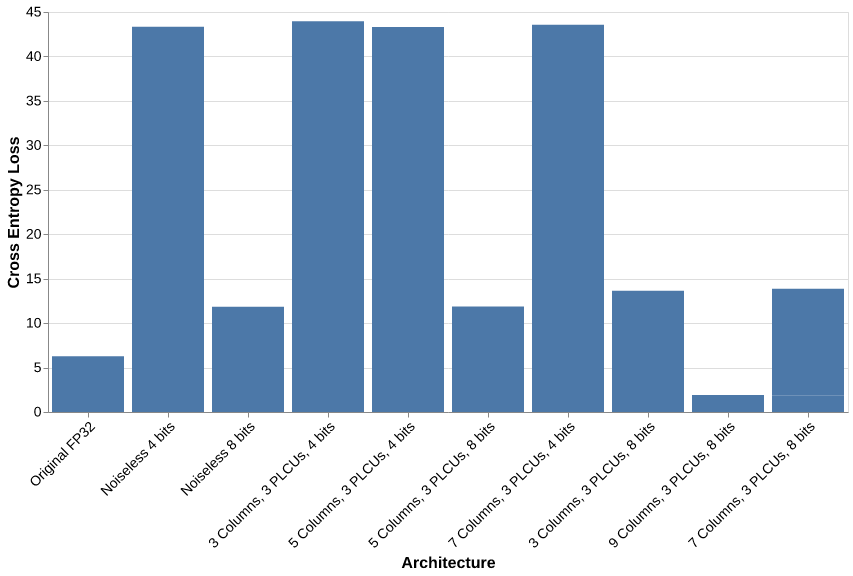 45
40
35
30
25
20
15
10
5
0
Cross Entropy Loss
Original FP32
Noiseless 4 bits
Noiseless 8 bits
3 Columns, 3 PLCUs, 4 bits
5 Columns, 3 PLCUs, 4 bits
5 Columns, 3 PLCUs, 8 bits
7 Columns, 3 PLCUs, 4 bits
3 Columns, 3 PLCUs, 8 bits
9 Columns, 3 PLCUs, 8 bits
7 Columns, 3 PLCUs, 8 bits
Architecture